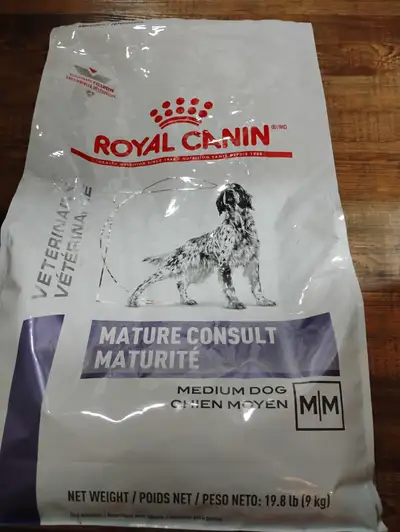 ROYAL CANIN
VETERINARY
VÉTÉRINAIRE
MATURE CONSULT
MATURITÉ
MEDIUM DOG
CHIEN MOYEN
M|M
NET WEIGHT / POIDS NET / PESO NETO: 19.8 lb (9 kg)